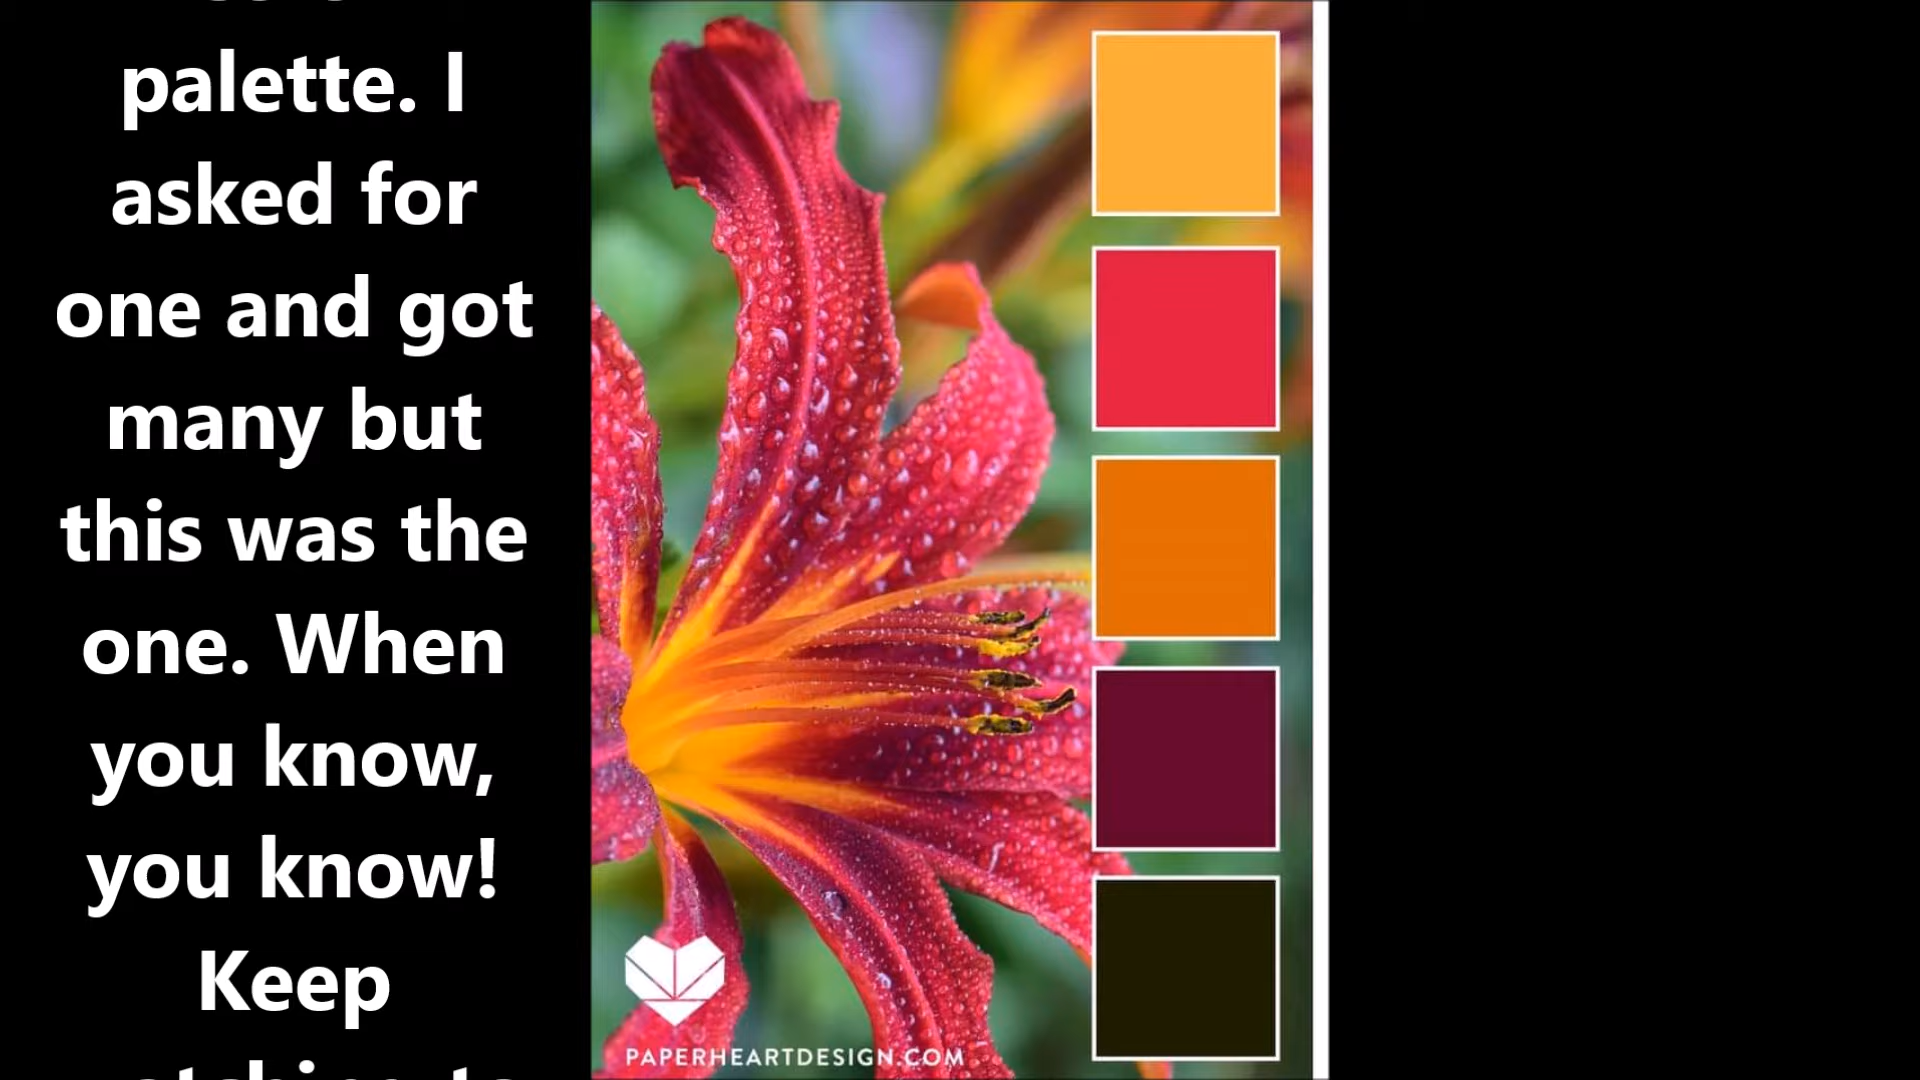 palette. I
asked for
one and got
many but
this was the
one. When
you know,
you know!
Keep
PAPERHEARTDESIGN.COM